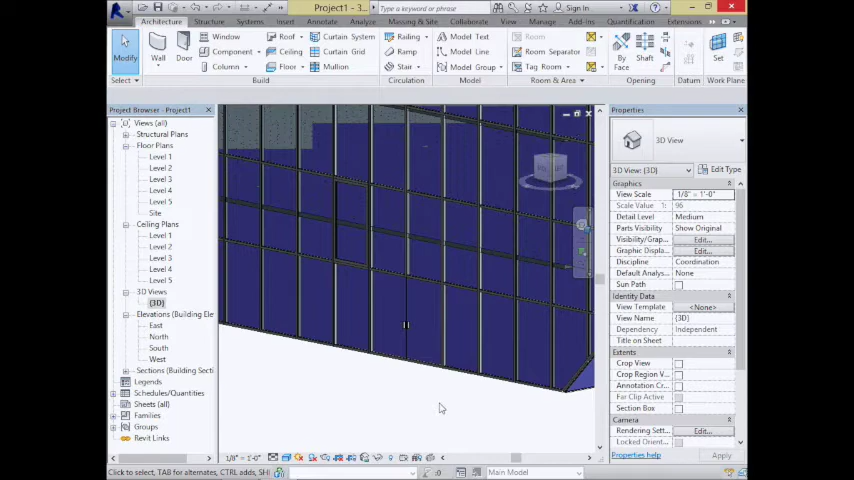 Project1 - 3...
Type a keyword or phrase
Sign In
Architecture Structure Systems Insert Annotate Analyze Massing & Site Collaborate View Manage Add-Ins Quantification Extensions
Modify
Wall
Door
Window
Component
Column
Roof
Ceiling
Floor
Curtain System
Curtain Grid
Mullion
Railing
Ramp
Stair
Model Text
Model Line
Model Group
Room
Room Separator
Tag Room
By Face
Shaft
Set
Select
Build
Circulation
Model
Room & Area
Opening
Datum
Work Plane
Project Browser - Project1
Views (all)
Structural Plans
Floor Plans
Level 1
Level 2
Level 3
Level 4
Level 5
Site
Ceiling Plans
Level 1
Level 2
Level 3
Level 4
Level 5
3D Views
{3D}
Elevations (Building Ele
East
North
South
West
Sections (Building Sect
Legends
Schedules/Quantities
Sheets (all)
Families
Groups
Revit Links
Properties
3D View
3D View: {3D}
Edit Type
Graphics
View Scale 1/8" = 1'-0"
Scale Value 1: 96
Detail Level Medium
Parts Visibility Show Original
Visibility/Grap... Edit...
Graphic Displa... Edit...
Discipline Coordination
Default Analys... None
Sun Path
Identity Data
View Template <None>
View Name {3D}
Dependency Independent
Title on Sheet
Extents
Crop View
Crop Region V...
Annotation Cr...
Far Clip Active
Section Box
Camera
Rendering Sett... Edit...
Locked Orient...
Properties help
Apply
1/8" = 1'-0"
Click to select, TAB for alternates, CTRL adds, SHI
:0
Main Model